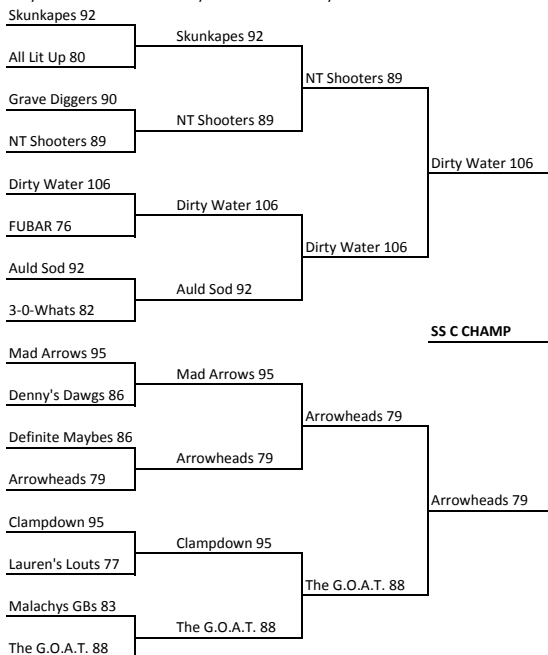 Skunkapes 92
Skunkapes 92
All Lit Up 80
NT Shooters 89
Grave Diggers 90
NT Shooters 89
NT Shooters 89
Dirty Water 106
Dirty Water 106
Dirty Water 106
FUBAR 76
Dirty Water 106
Auld Sod 92
Auld Sod 92
3-0-Whats 82
SS C CHAMP
Mad Arrows 95
Mad Arrows 95
Denny's Dawgs 86
Arrowheads 79
Definite Maybes 86
Arrowheads 79
Arrowheads 79
Arrowheads 79
Clampdown 95
Clampdown 95
Lauren's Louts 77
The G.O.A.T. 88
Malachys GBs 83
The G.O.A.T. 88
The G.O.A.T. 88